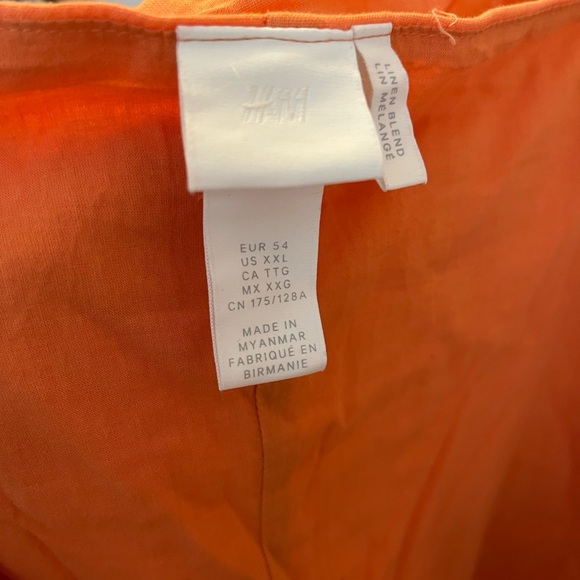 H&M
LINEN BLEND
LIN MÉLANGÉ
EUR 54
US XXL
CA TTG
MX XXG
CN 175/128A
MADE IN
MYANMAR
FABRIQUÉ EN
BIRMANIE